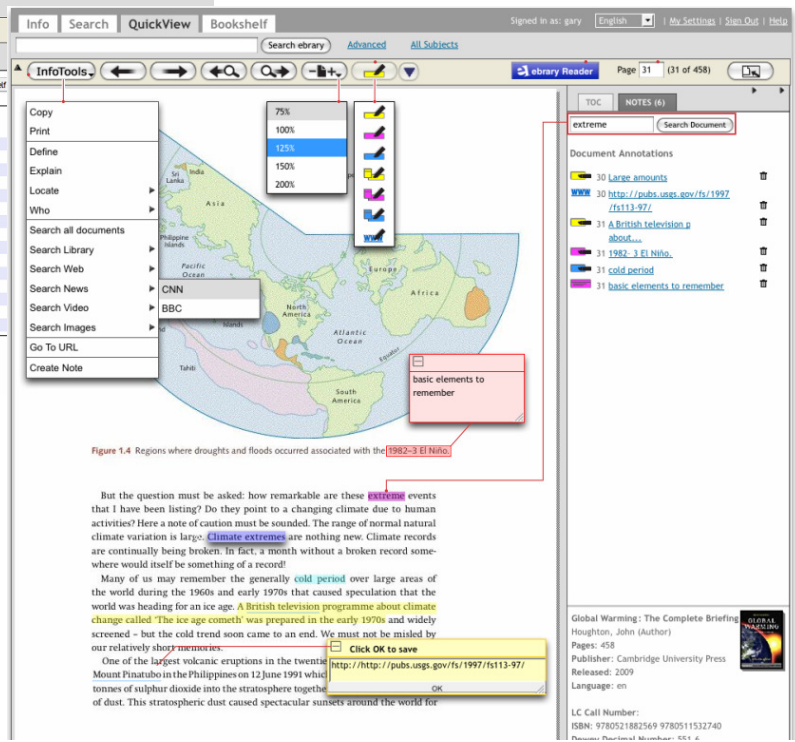 Info Search QuickView Bookshelf
Signed in as: gary English | My Settings | Sign Out | Help
Search ebrary Advanced All Subjects
InfoTools ebrary Reader Page 31 (31 of 458)
Copy
Print
Define
Explain
Locate
Who
Search all documents
Search Library
Search Web
Search News
Search Video
Search Images
Go To URL
Create Note
CNN
BBC
75%
100%
125%
150%
200%
www
Sri
Lanka
India
Asia
Philippine
Islands
Pacific
Ocean
Islands
Tahiti
North
America
Europe
Africa
Atlantic
Ocean
Equator
South
America
basic elements to
remember
Figure 1.4 Regions where droughts and floods occurred associated with the 1982–3 El Niño.
But the question must be asked: how remarkable are these extreme events
that I have been listing? Do they point to a changing climate due to human
activities? Here a note of caution must be sounded. The range of normal natural
climate variation is large. Climate extremes are nothing new. Climate records
are continually being broken. In fact, a month without a broken record some-
where would itself be something of a record!
Many of us may remember the generally cold period over large areas of
the world during the 1960s and early 1970s that caused speculation that the
world was heading for an ice age. A British television programme about climate
change called ‘The ice age cometh’ was prepared in the early 1970s and widely
screened – but the cold trend soon came to an end. We must not be misled by
our relatively short memories.
One of the largest volcanic eruptions in the twentie
Mount Pinatubo in the Philippines on 12 June 1991 whic
tonnes of sulphur dioxide into the stratosphere togethe
of dust. This stratospheric dust caused spectacular sunsets around the world for
Click OK to save
http://http://pubs.usgs.gov/fs/1997/fs113-97/
OK
TOC NOTES (6)
extreme Search Document
Document Annotations
30 Large amounts
www 30 http://pubs.usgs.gov/fs/1997
/fs113-97/
31 A British television p
about...
31 1982- 3 El Niño.
31 cold period
31 basic elements to remember
Global Warming: The Complete Briefing
Houghton, John (Author)
Pages: 458
Publisher: Cambridge University Press
Released: 2009
Language: en
GLOBAL
WARMING
LC Call Number:
ISBN: 9780521882569 9780511532740
Dewey Decimal Number: 551.6